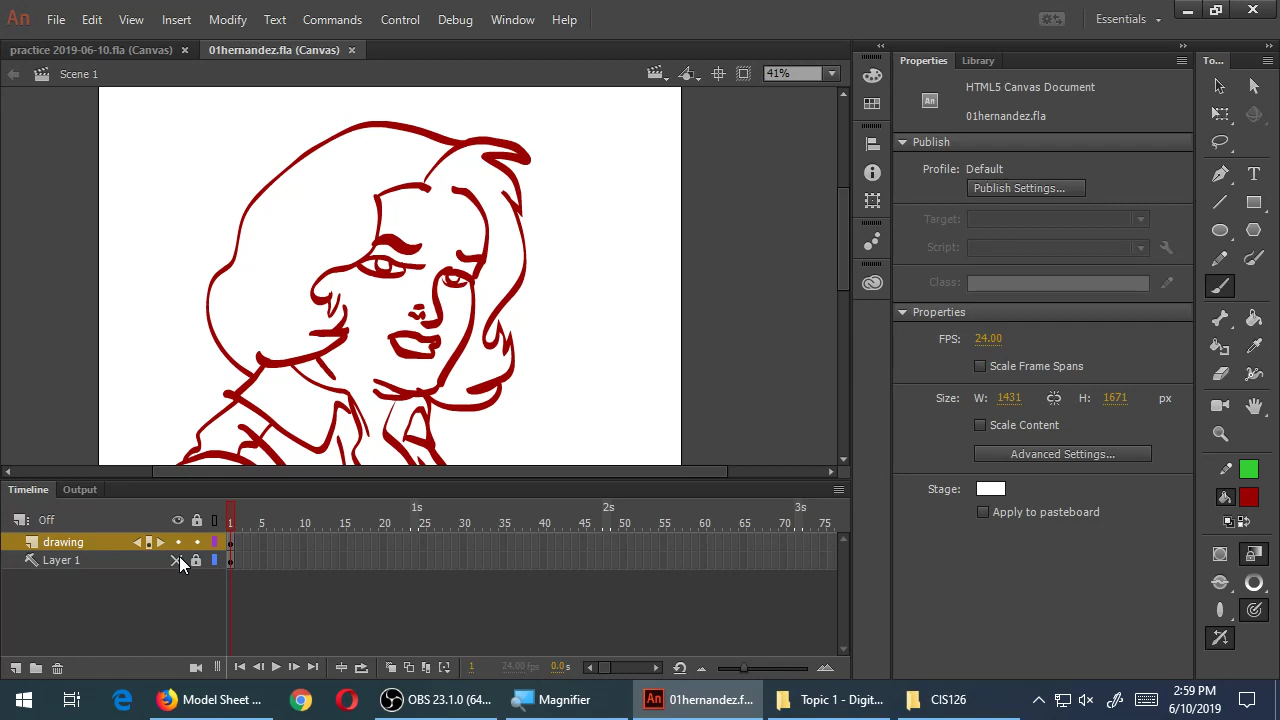 An File Edit View Insert Modify Text Commands Control Debug Window Help Essentials
practice 2019-06-10.fla (Canvas) × 01hernandez.fla (Canvas) ×
Scene 1 41%
To...
Properties Library
HTML5 Canvas Document
An 01hernandez.fla
Publish
Profile: Default
Publish Settings...
Target:
Script:
Class:
Properties
FPS: 24.00
Scale Frame Spans
Size: W: 1431 H: 1671 px
Scale Content
Advanced Settings...
Stage:
Apply to pasteboard
Timeline Output
1s 2s 3s
Off 1 5 10 15 20 25 30 35 40 45 50 55 60 65 70 75
drawing
Layer 1
1 24.00 fps 0.0 s
Model Sheet ... OBS 23.1.0 (64... Magnifier An 01hernandez.f... Topic 1 - Digit... CIS126
2:59 PM
6/10/2019